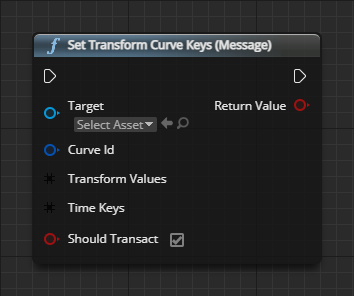 Set Transform Curve Keys (Message)
Target
Return Value
Select Asset
Curve Id
Transform Values
Time Keys
Should Transact